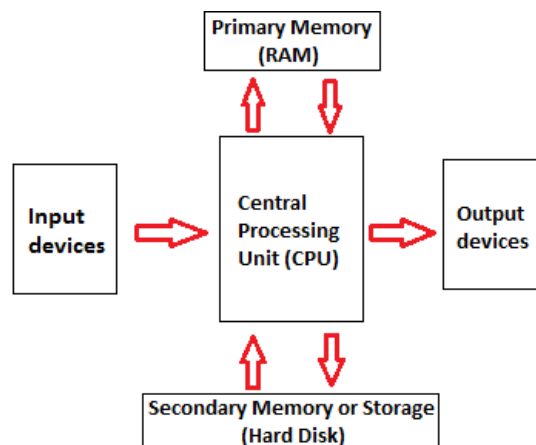 Primary Memory
(RAM)
Input
devices
Central
Processing
Unit (CPU)
Output
devices
Secondary Memory or Storage
(Hard Disk)